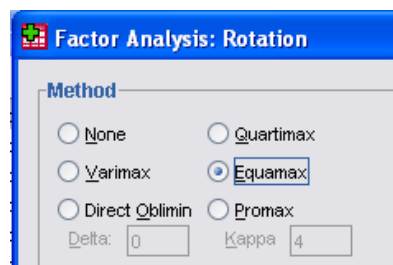 Factor Analysis: Rotation
Method
None Quartimax
Varimax Equamax
Direct Oblimin Promax
Delta: 0 Kappa 4